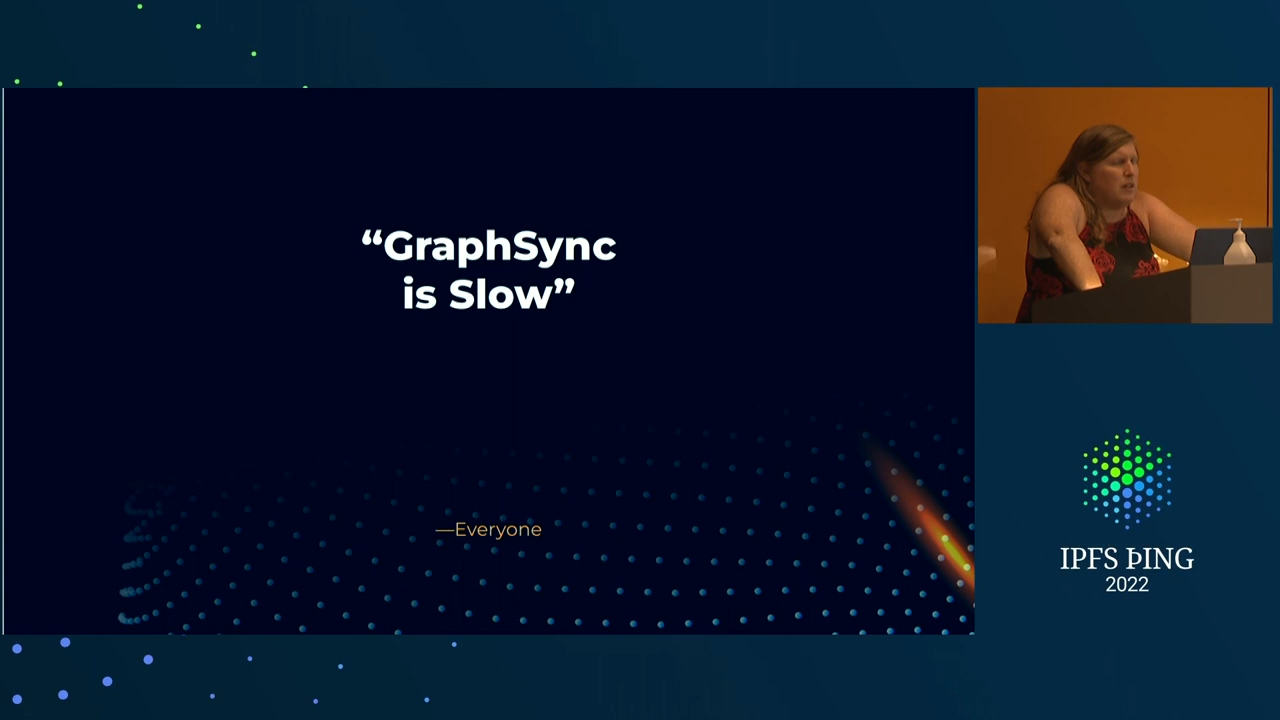 “GraphSync
is Slow”
—Everyone
IPFS ÞING
2022